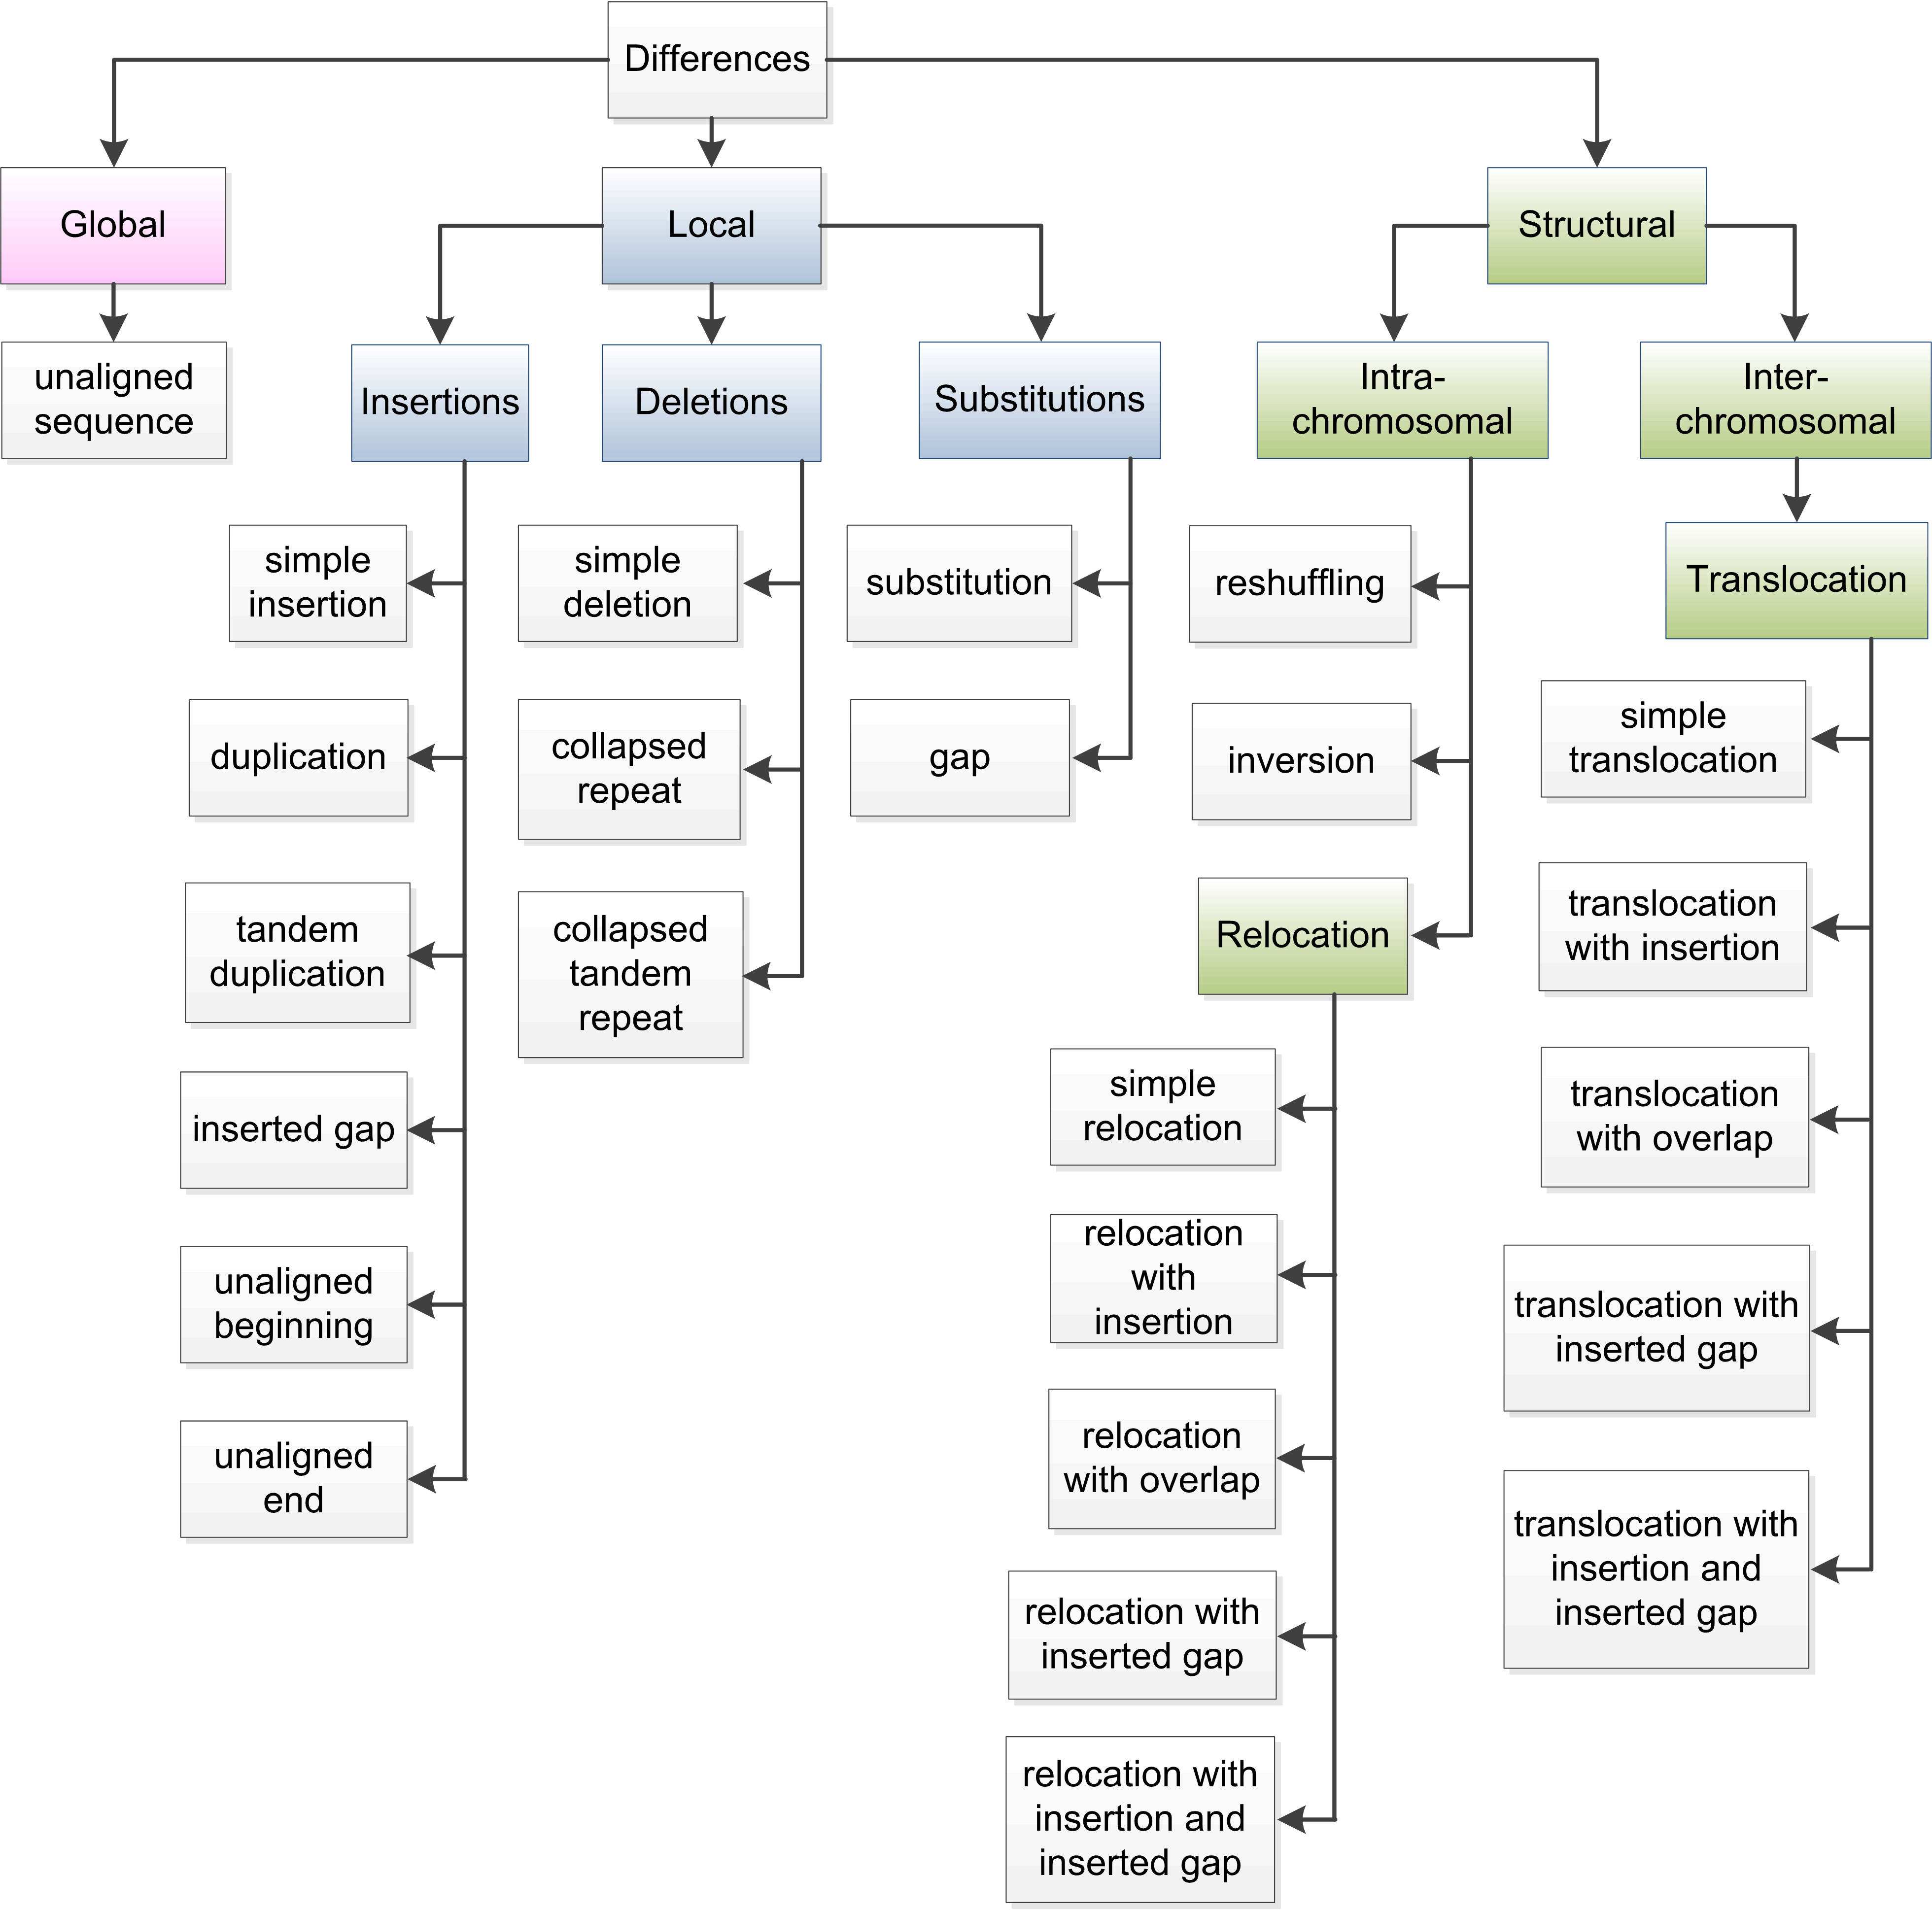 Differences
Global
Local
Structural
unaligned
sequence
Insertions
Deletions
Substitutions
Intra-
chromosomal
Inter-
chromosomal
simple
insertion
duplication
tandem
duplication
inserted gap
unaligned
beginning
unaligned
end
simple
deletion
collapsed
repeat
collapsed
tandem
repeat
substitution
gap
reshuffling
inversion
Relocation
simple
relocation
relocation
with
insertion
relocation
with overlap
relocation with
inserted gap
relocation with
insertion and
inserted gap
Translocation
simple
translocation
translocation
with insertion
translocation
with overlap
translocation with
inserted gap
translocation with
insertion and
inserted gap